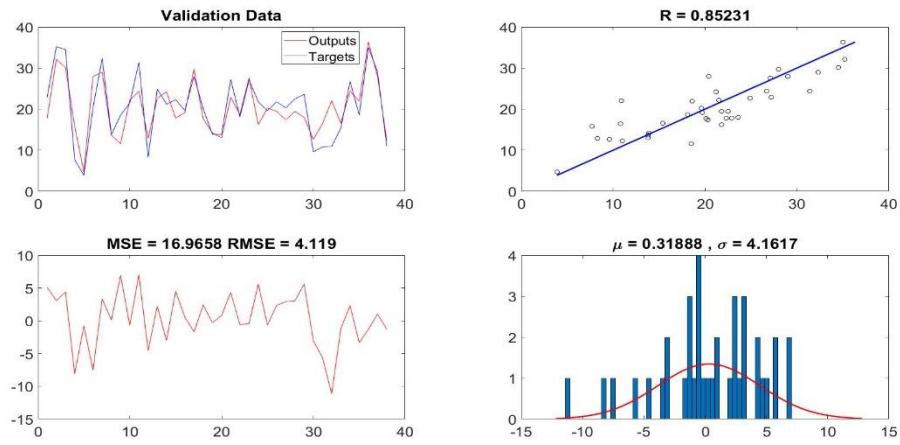 Validation Data
40
30
20
10
0
0 10 20 30 40
Outputs
Targets
R = 0.85231
40
30
20
10
0
0 10 20 30 40
MSE = 16.9658 RMSE = 4.119
10
5
0
-5
-10
-15
0 10 20 30 40
μ = 0.31888 , σ = 4.1617
4
3
2
1
0
-15 -10 -5 0 5 10 15